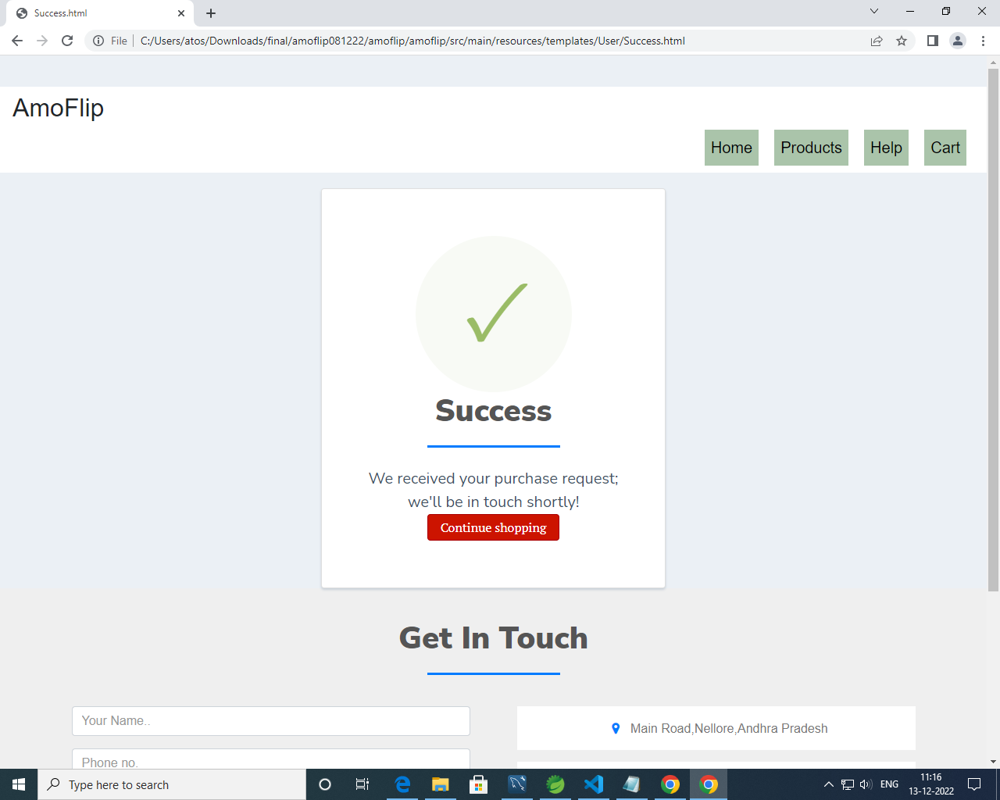 Success.html
File
C:/Users/atos/Downloads/final/amoflip081222/amoflip/amoflip/src/main/resources/templates/User/Success.html
AmoFlip
Home Products Help Cart
Success
We received your purchase request;
we'll be in touch shortly!
Continue shopping
Get In Touch
Your Name..
Main Road,Nellore,Andhra Pradesh
Phone no.
Type here to search
ENG
11:16
13-12-2022